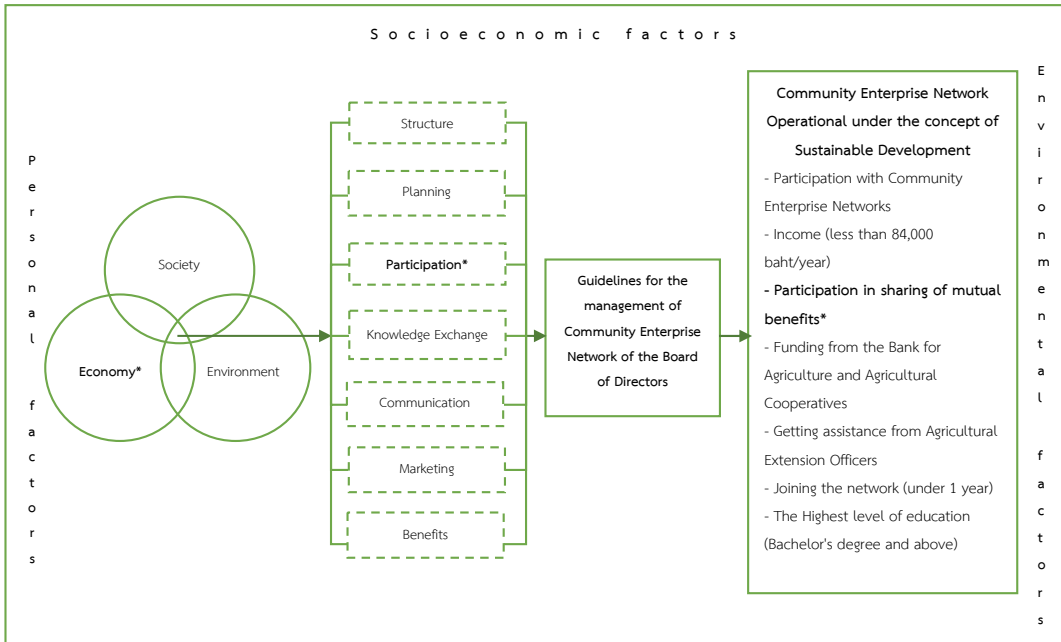 Socioeconomic factors
Personal factors
Society
Economy*
Environment
Structure
Planning
Participation*
Knowledge Exchange
Communication
Marketing
Benefits
Guidelines for the
management of
Community Enterprise
Network of the Board
of Directors
Community Enterprise Network
Operational under the concept of
Sustainable Development
- Participation with Community
Enterprise Networks
- Income (less than 84,000
baht/year)
- Participation in sharing of mutual
benefits*
- Funding from the Bank for
Agriculture and Agricultural
Cooperatives
- Getting assistance from Agricultural
Extension Officers
- Joining the network (under 1 year)
- The Highest level of education
(Bachelor's degree and above)
Environmental factors